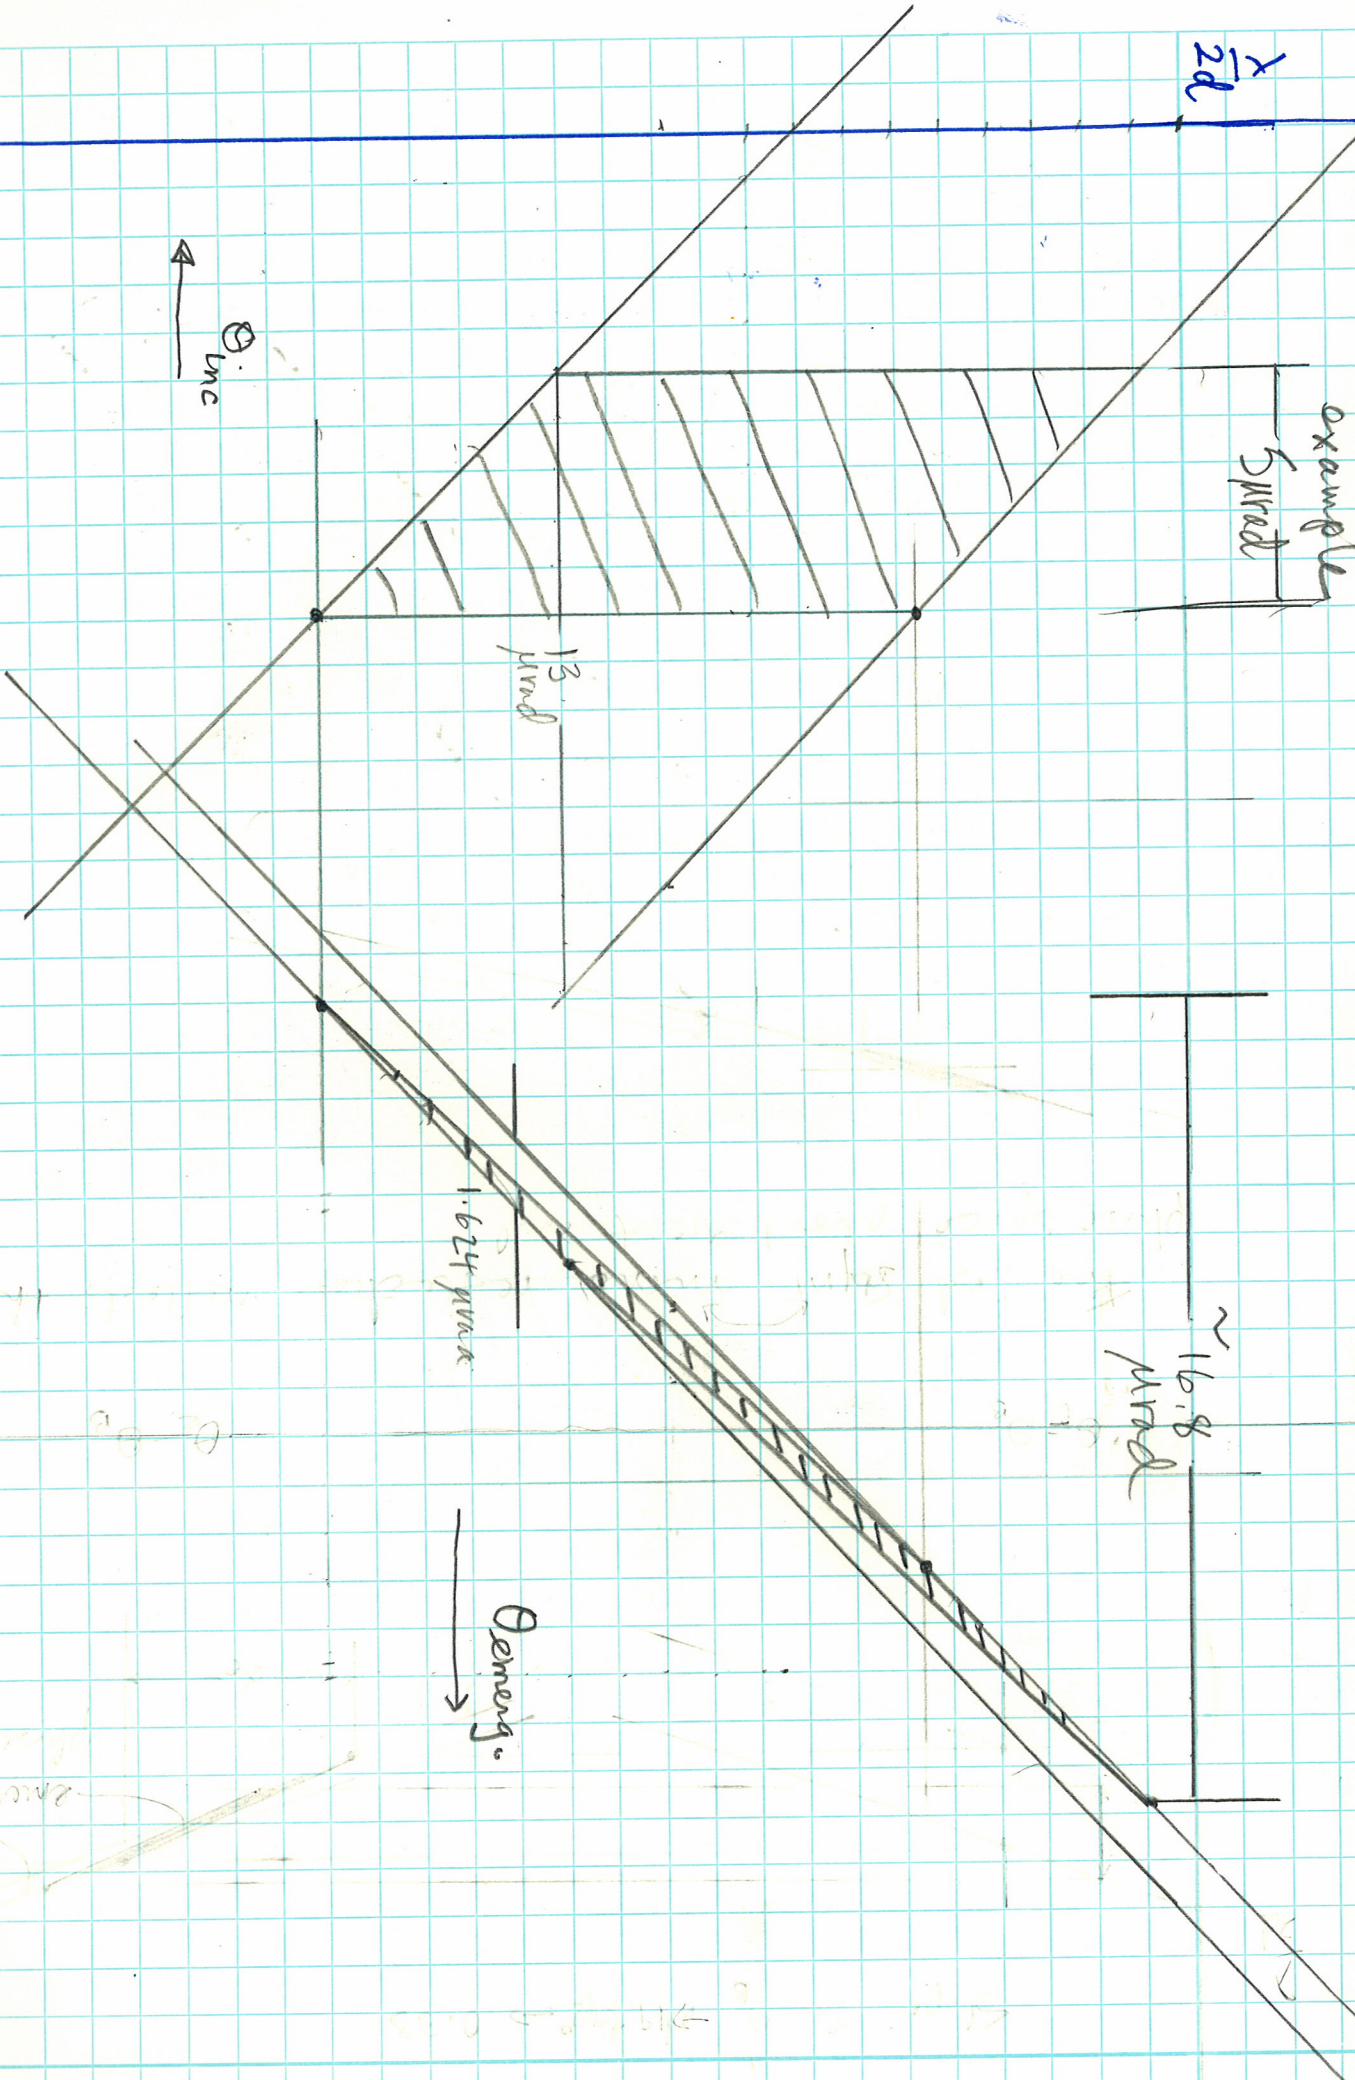 λ
2d
example
5µrad
θinc
13
µrad
1.624 µrad
~16.8
µrad
θemerg.